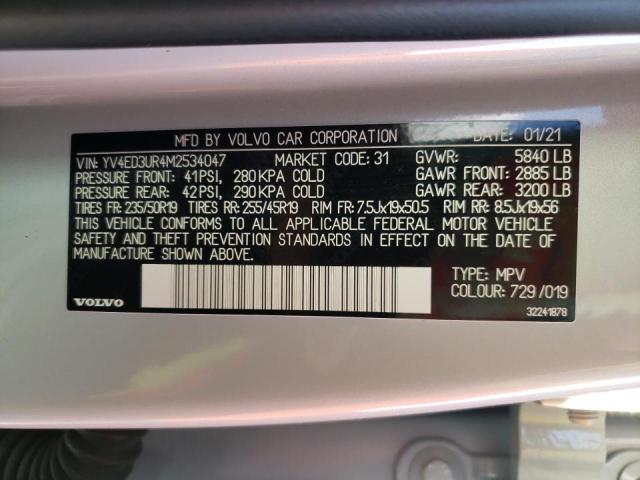 MFD BY VOLVO CAR CORPORATION DATE: 01/21
VIN: YV4ED3UR4M2534047 MARKET CODE: 31 GVWR: 5840 LB
PRESSURE FRONT: 41PSI, 280 KPA COLD GAWR FRONT: 2885 LB
PRESSURE REAR: 42PSI, 290 KPA COLD GAWR REAR: 3200 LB
TIRES FR: 235/50R19 TIRES RR: 255/45R19 RIM FR: 7.5Jx19x50.5 RIM RR: 8.5Jx19x56
THIS VEHICLE CONFORMS TO ALL APPLICABLE FEDERAL MOTOR VEHICLE
SAFETY AND THEFT PREVENTION STANDARDS IN EFFECT ON THE DATE OF
MANUFACTURE SHOWN ABOVE.
TYPE: MPV
COLOUR: 729/019
VOLVO
32241878